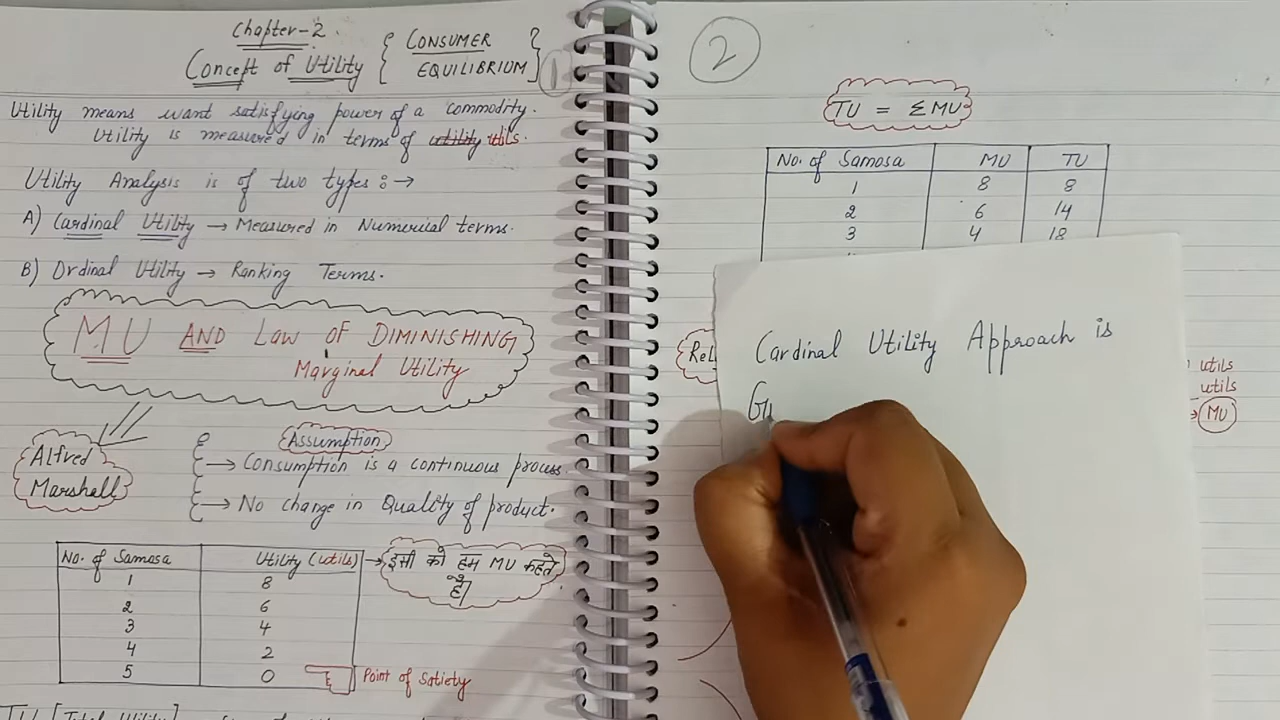 Chapter-2.
Concept of Utility { CONSUMER
EQUILIBRIUM }
1
Utility means want satisfying power of a commodity.
Utility is measured in terms of utility utils.
Utility Analysis is of two types :→
A) Cardinal Utility → Measured in Numerical terms.
B) Ordinal Utility → Ranking Terms.
MU AND LAW OF DIMINISHING
Marginal Utility
Alfred
Marshell
Assumption
→ Consumption is a continuous process.
→ No change in Quality of product.
No. of Samosa Utility (utils) → इसी को हम MU कहते
है।
1 8
2 6
3 4
4 2
5 0 Point of Satiety
TU [Total Utility]
2
TU = ΣMU
No. of Samosa MU TU
1 8 8
2 6 14
3 4 18
Rel
utils
utils
→ MU
Cardinal Utility Approach is